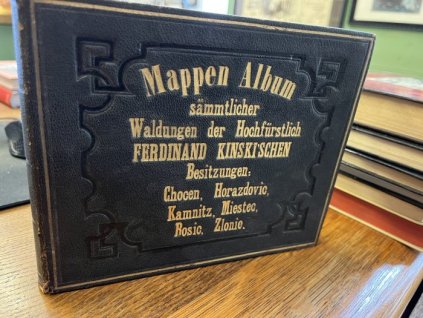 Mappen Album
sämmtlicher
Waldungen der Hochfürstlich
FERDINAND KINSKI'SCHEN
Besitzungen:
Chocen, Horazdovic,
Kamnitz, Miestec,
Rosic, Zlonic.